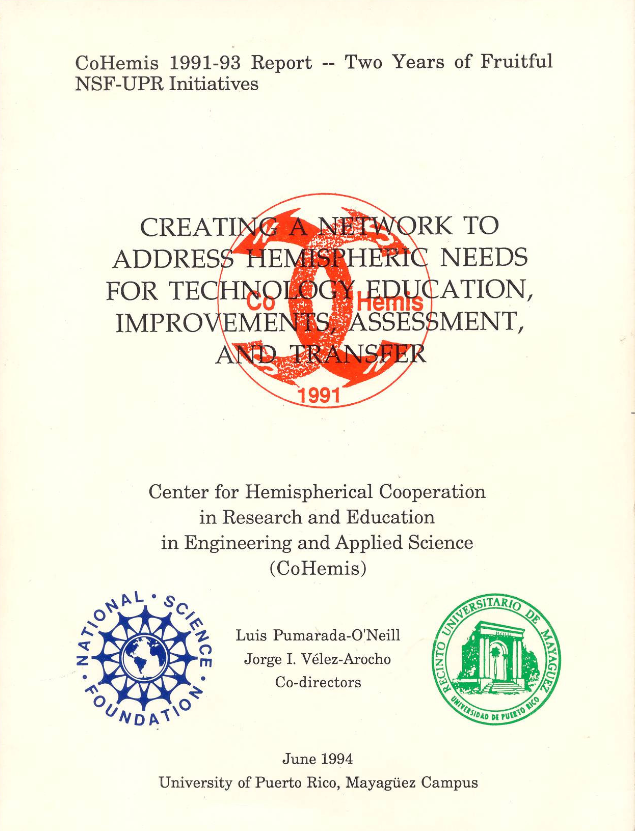 CoHemis 1991-93 Report -- Two Years of Fruitful
NSF-UPR Initiatives
CREATING A NETWORK TO
ADDRESS HEMISPHERIC NEEDS
FOR TECHNOLOGY EDUCATION,
IMPROVEMENTS, ASSESSMENT,
AND TRANSFER
Co Hemis
1991
Center for Hemispherical Cooperation
in Research and Education
in Engineering and Applied Science
(CoHemis)
NATIONAL • SCIENCE
• FOUNDATION •
Luis Pumarada-O'Neill
Jorge I. Vélez-Arocho
Co-directors
RECINTO UNIVERSITARIO DE MAYAGUEZ
UNIVERSIDAD DE PUERTO RICO
June 1994
University of Puerto Rico, Mayagüez Campus